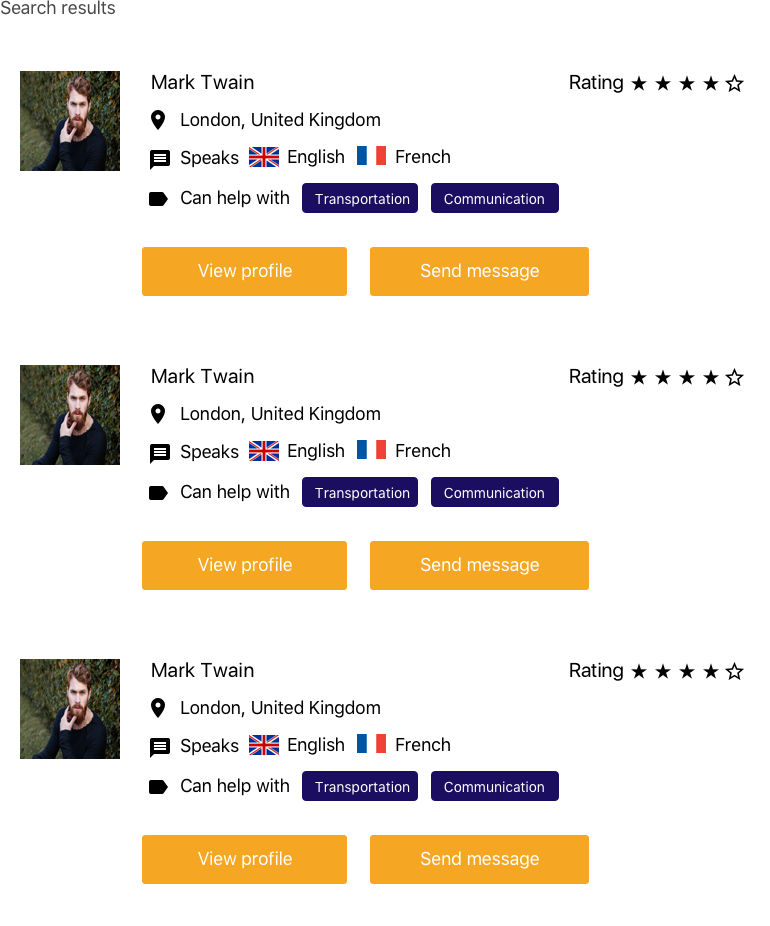 Search results
Mark Twain Rating
London, United Kingdom
Speaks English French
Can help with Transportation Communication
View profile Send message
Mark Twain Rating
London, United Kingdom
Speaks English French
Can help with Transportation Communication
View profile Send message
Mark Twain Rating
London, United Kingdom
Speaks English French
Can help with Transportation Communication
View profile Send message